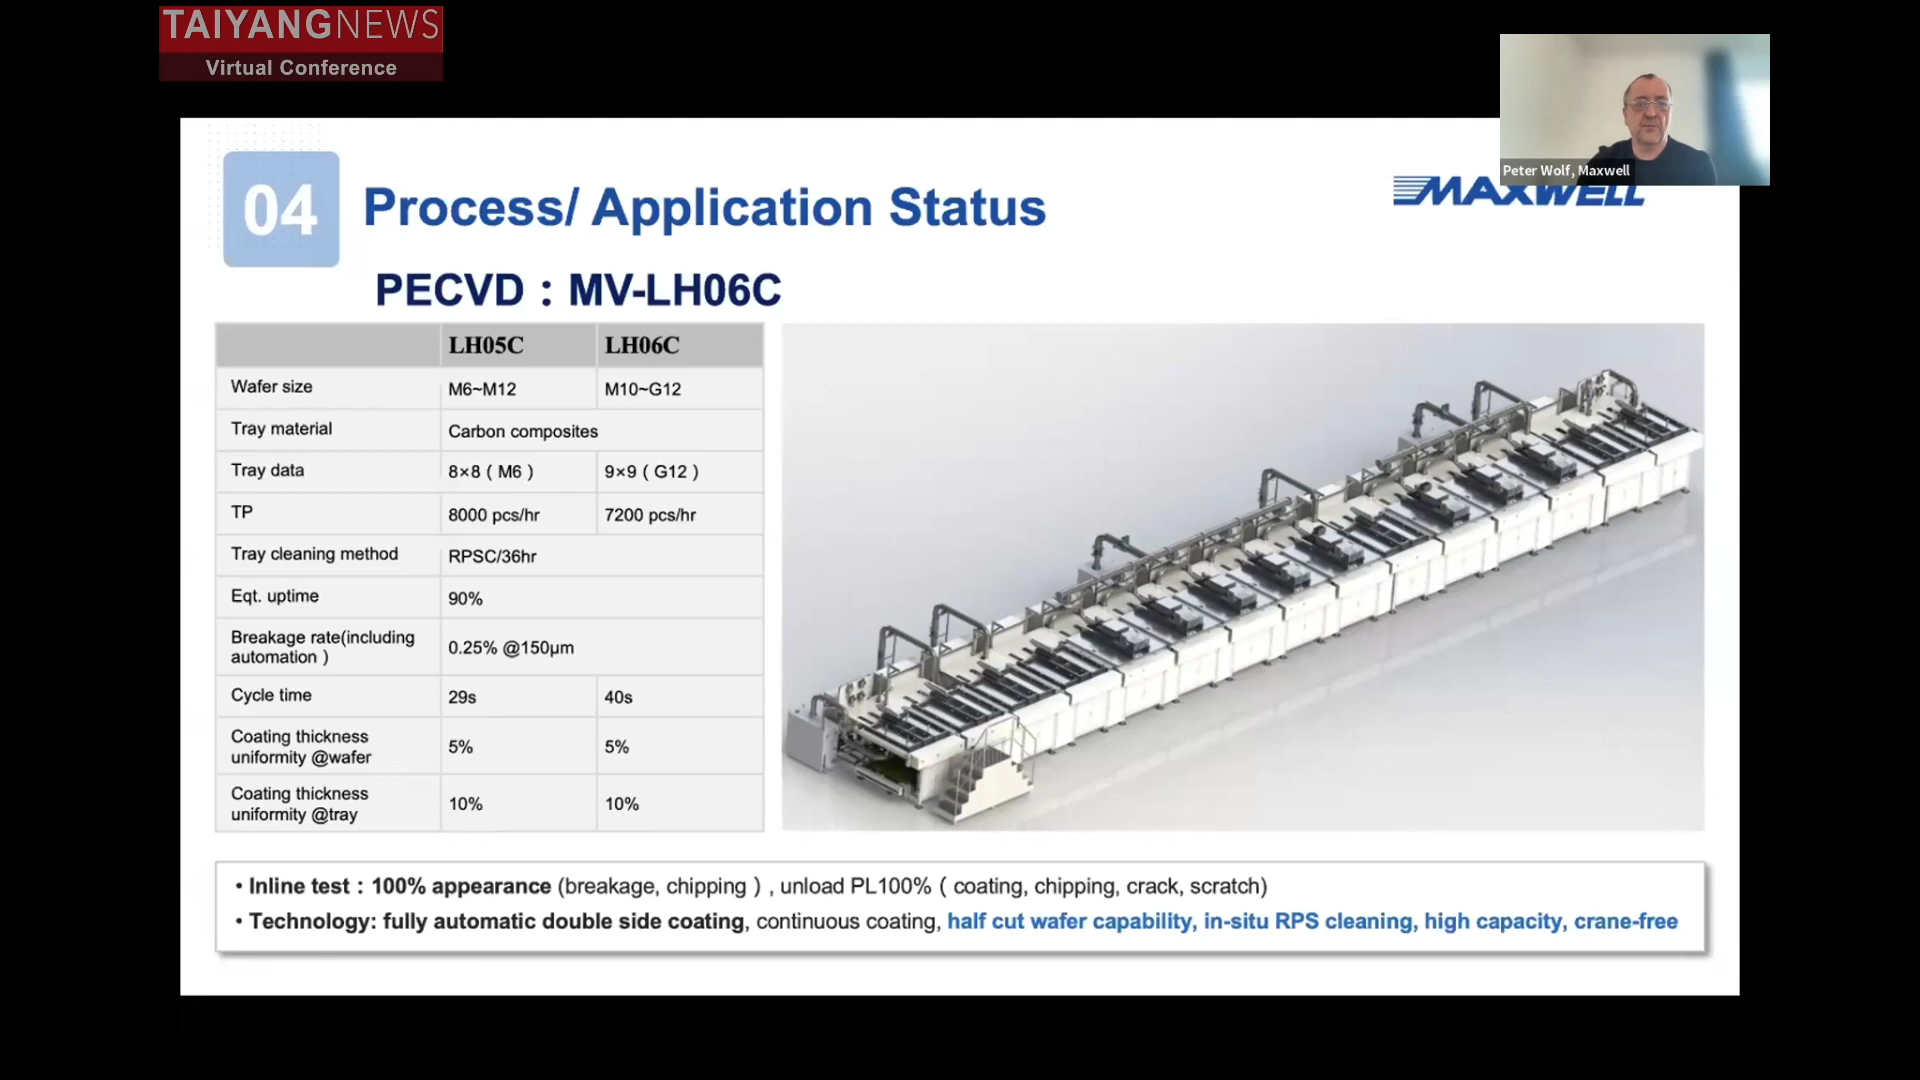 TAIYANGNEWS
Virtual Conference
Peter Wolf, Maxwell
MAXWELL
04
Process/ Application Status
PECVD：MV-LH06C
LH05C LH06C
Wafer size M6~M12 M10~G12
Tray material Carbon composites
Tray data 8×8 ( M6 ) 9×9 ( G12 )
TP 8000 pcs/hr 7200 pcs/hr
Tray cleaning method RPSC/36hr
Eqt. uptime 90%
Breakage rate(including
automation ) 0.25% @150μm
Cycle time 29s 40s
Coating thickness
uniformity @wafer 5% 5%
Coating thickness
uniformity @tray 10% 10%
• Inline test：100% appearance (breakage, chipping ) , unload PL100% ( coating, chipping, crack, scratch)
• Technology: fully automatic double side coating, continuous coating, half cut wafer capability, in-situ RPS cleaning, high capacity, crane-free